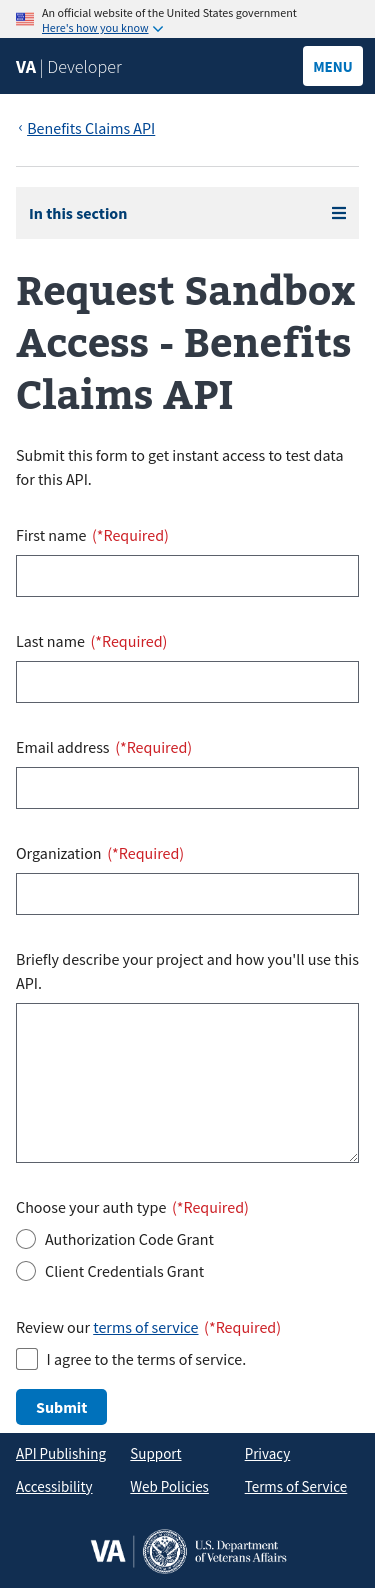 An official website of the United States government
Here's how you know
VA | Developer
MENU
‹ Benefits Claims API
In this section
Request Sandbox
Access - Benefits
Claims API
Submit this form to get instant access to test data
for this API.
First name (*Required)
Last name (*Required)
Email address (*Required)
Organization (*Required)
Briefly describe your project and how you'll use this
API.
Choose your auth type (*Required)
Authorization Code Grant
Client Credentials Grant
Review our terms of service (*Required)
I agree to the terms of service.
Submit
API Publishing Support Privacy
Accessibility Web Policies Terms of Service
VA
U.S. Department
of Veterans Affairs